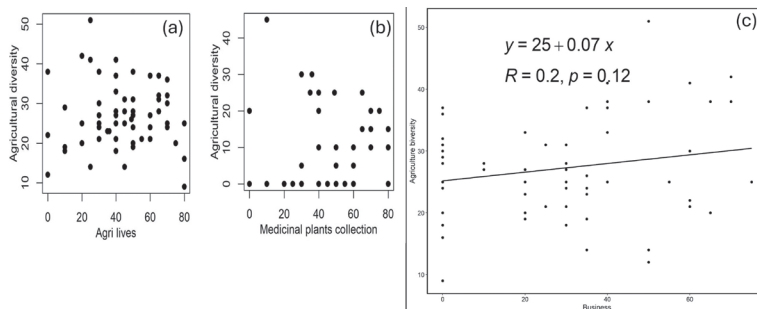 (a)
Agricultural diversity
50
40
30
20
10
0 20 40 60 80
Agri lives
(b)
Agricultural diversity
40
30
20
10
0
0 20 40 60 80
Medicinal plants collection
(c)
y = 25 + 0.07 x
R = 0.2, p = 0.12
Agriculture biversity
50
40
30
20
10
0 20 40 60
Business